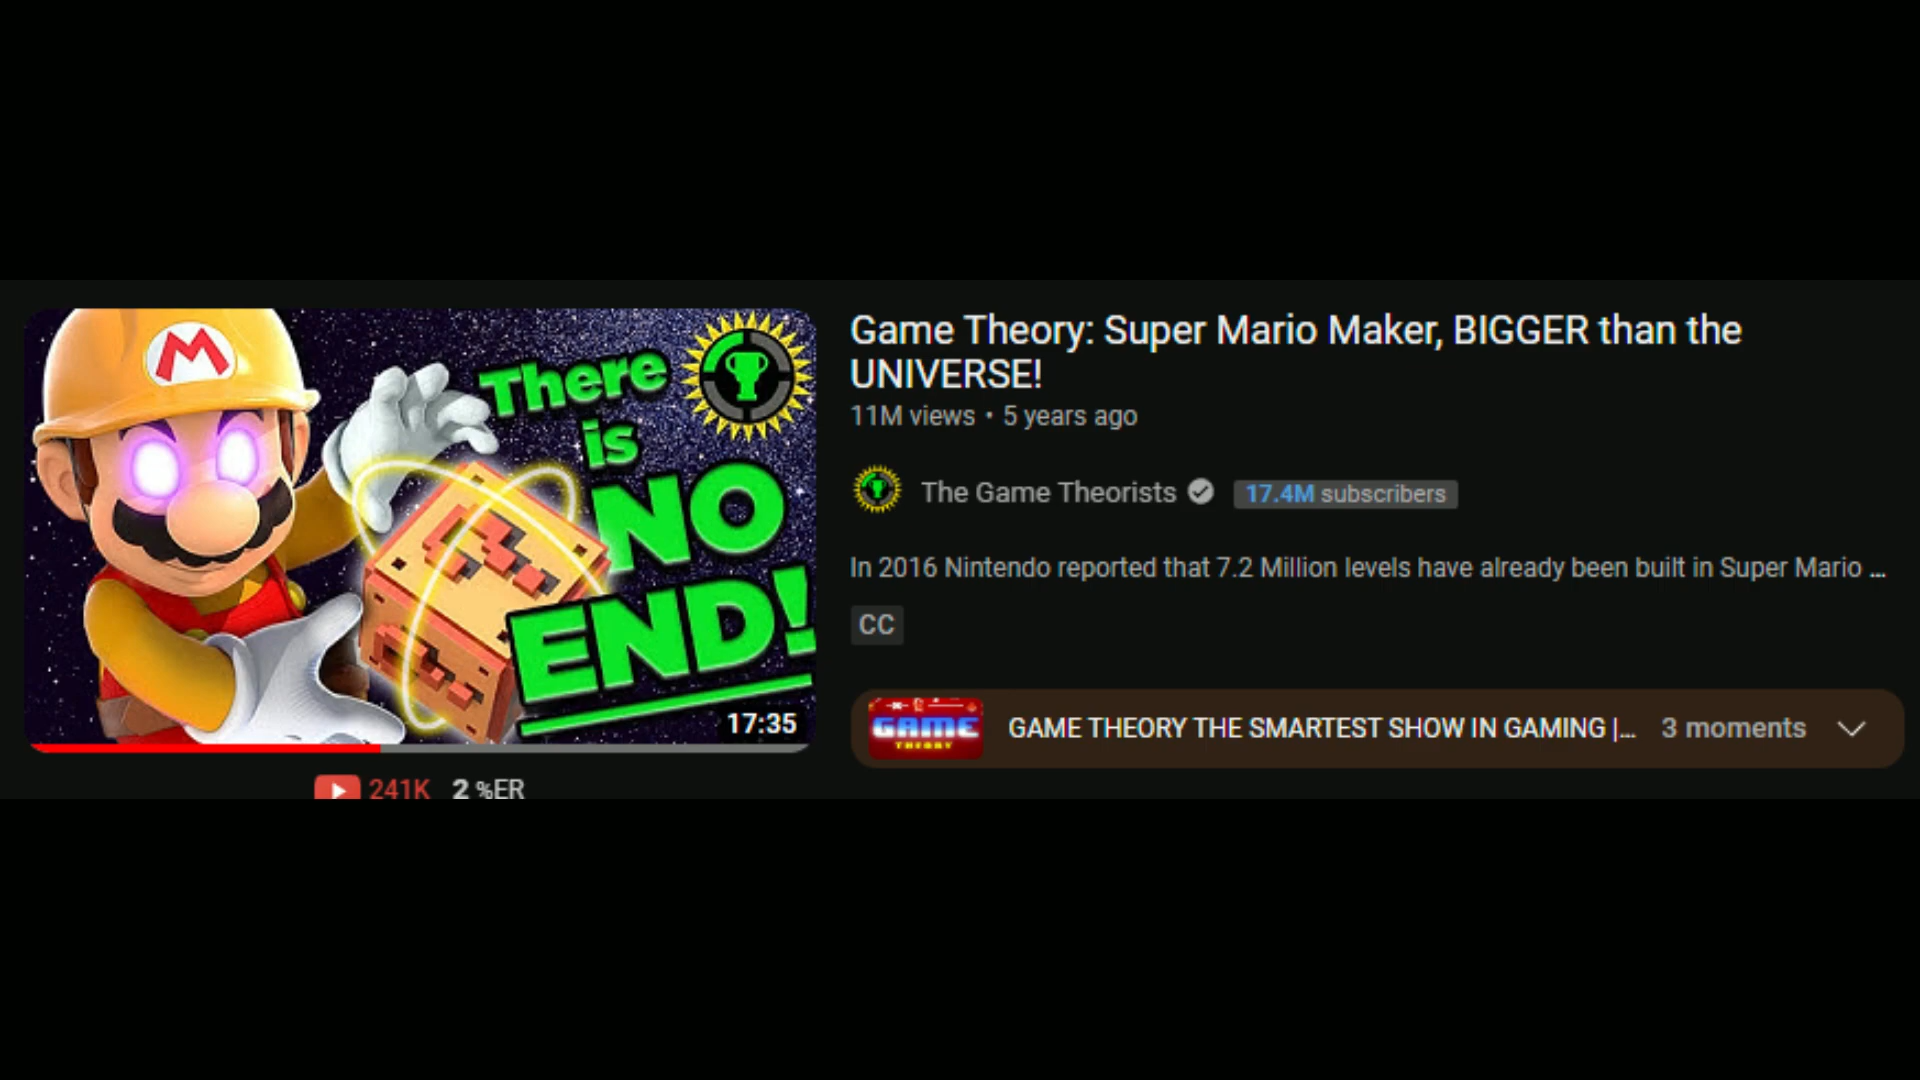 M
There
is
NO
END!
17:35
241K 2 %ER
Game Theory: Super Mario Maker, BIGGER than the
UNIVERSE!
11M views • 5 years ago
The Game Theorists 17.4M subscribers
In 2016 Nintendo reported that 7.2 Million levels have already been built in Super Mario ...
CC
GAME
THEORY
GAME THEORY THE SMARTEST SHOW IN GAMING |... 3 moments